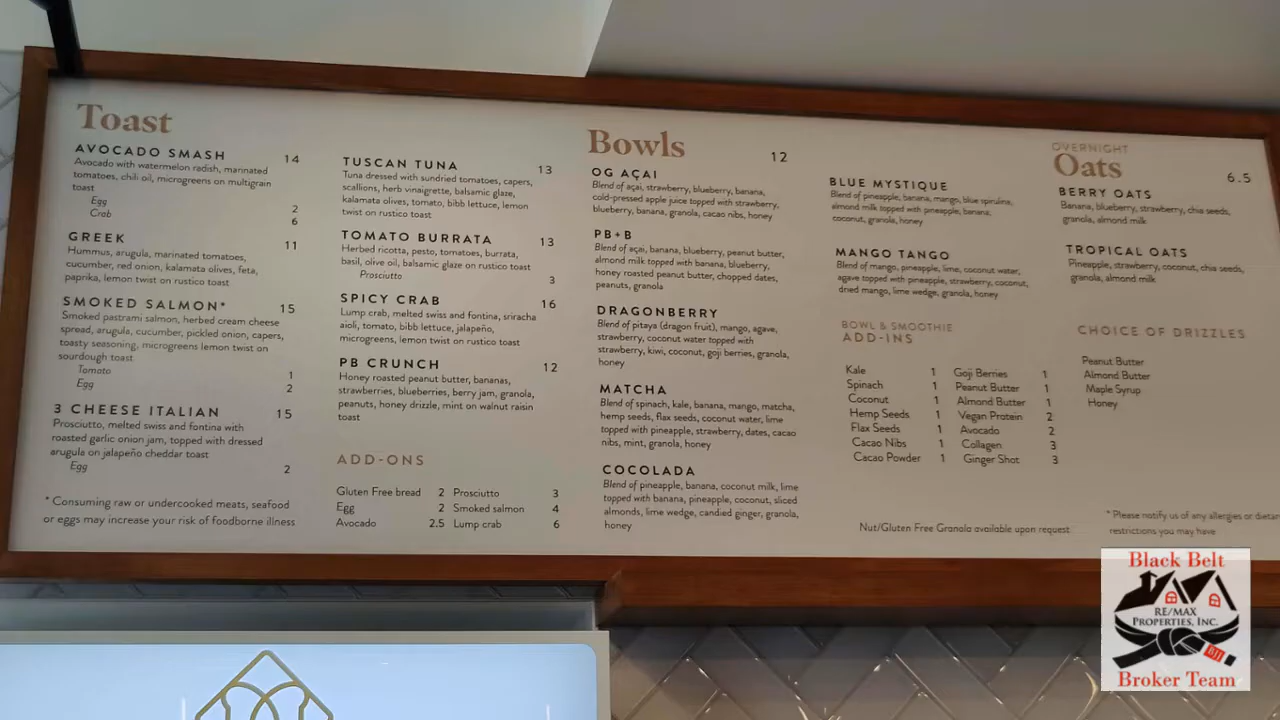 Toast
AVOCADO SMASH 14
Avocado with watermelon radish, marinated
tomatoes, chili oil, microgreens on multigrain
toast
Egg 2
Crab 6
GREEK 11
Hummus, arugula, marinated tomatoes,
cucumber, red onion, kalamata olives, feta,
paprika, lemon twist on rustico toast
SMOKED SALMON* 15
Smoked pastrami salmon, herbed cream cheese
spread, arugula, cucumber, pickled onion, capers,
toasty seasoning, microgreens lemon twist on
sourdough toast
Tomato 1
Egg 2
3 CHEESE ITALIAN 15
Prosciutto, melted swiss and fontina with
roasted garlic onion jam, topped with dressed
arugula on jalapeño cheddar toast
Egg 2
* Consuming raw or undercooked meats, seafood
or eggs may increase your risk of foodborne illness
TUSCAN TUNA 13
Tuna dressed with sundried tomatoes, capers,
scallions, herb vinaigrette, balsamic glaze,
kalamata olives, tomato, bibb lettuce, lemon
twist on rustico toast
TOMATO BURRATA 13
Herbed ricotta, pesto, tomatoes, burrata,
basil, olive oil, balsamic glaze on rustico toast
Prosciutto 3
SPICY CRAB 16
Lump crab, melted swiss and fontina, sriracha
aioli, tomato, bibb lettuce, jalapeño,
microgreens, lemon twist on rustico toast
PB CRUNCH 12
Honey roasted peanut butter, bananas,
strawberries, blueberries, berry jam, granola,
peanuts, honey drizzle, mint on walnut raisin
toast
ADD-ONS
Gluten Free bread 2 Prosciutto 3
Egg 2 Smoked salmon 4
Avocado 2.5 Lump crab 6
Bowls 12
OG AÇAI
Blend of açai, strawberry, blueberry, banana,
cold-pressed apple juice topped with strawberry,
blueberry, banana, granola, cacao nibs, honey
PB+B
Blend of açai, banana, blueberry, peanut butter,
almond milk topped with banana, blueberry,
honey roasted peanut butter, chopped dates,
peanuts, granola
DRAGONBERRY
Blend of pitaya (dragon fruit), mango, agave,
strawberry, coconut water topped with
strawberry, kiwi, coconut, goji berries, granola,
honey
MATCHA
Blend of spinach, kale, banana, mango, matcha,
hemp seeds, flax seeds, coconut water, lime
topped with pineapple, strawberry, dates, cacao
nibs, mint, granola, honey
COCOLADA
Blend of pineapple, banana, coconut milk, lime
topped with banana, pineapple, coconut, sliced
almonds, lime wedge, candied ginger, granola,
honey
BLUE MYSTIQUE
Blend of pineapple, banana, mango, blue spirulina,
almond milk topped with pineapple, banana,
coconut, granola, honey
MANGO TANGO
Blend of mango, pineapple, lime, coconut water,
agave topped with pineapple, strawberry, coconut,
dried mango, lime wedge, granola, honey
BOWL & SMOOTHIE
ADD-INS
Kale 1 Goji Berries 1
Spinach 1 Peanut Butter 1
Coconut 1 Almond Butter 1
Hemp Seeds 1 Vegan Protein 2
Flax Seeds 1 Avocado 2
Cacao Nibs 1 Collagen 3
Cacao Powder 1 Ginger Shot 3
Nut/Gluten Free Granola available upon request
OVERNIGHT
Oats 6.5
BERRY OATS
Banana, blueberry, strawberry, chia seeds,
granola, almond milk
TROPICAL OATS
Pineapple, strawberry, coconut, chia seeds,
granola, almond milk
CHOICE OF DRIZZLES
Peanut Butter
Almond Butter
Maple Syrup
Honey
* Please notify us of any allergies or dietar
restrictions you may have
Black Belt
RE/MAX
PROPERTIES, INC.
BBT
Broker Team